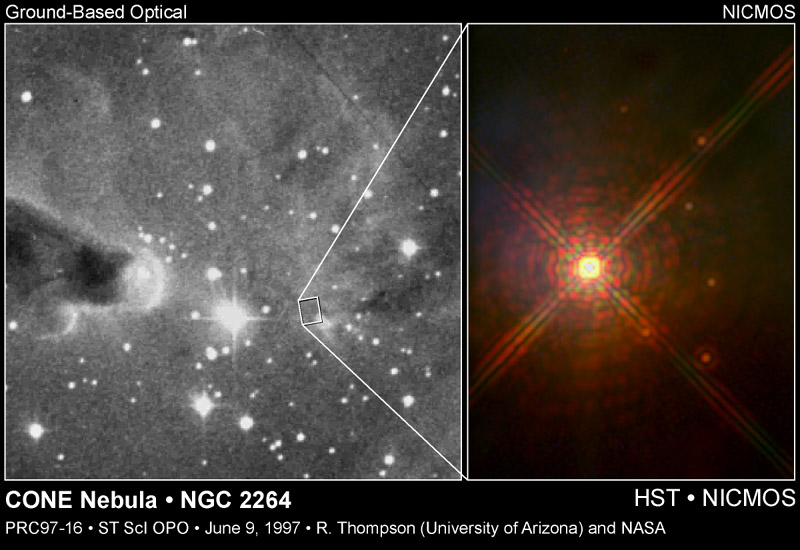 Ground-Based Optical
NICMOS
CONE Nebula • NGC 2264
HST • NICMOS
PRC97-16 • ST ScI OPO • June 9, 1997 • R. Thompson (University of Arizona) and NASA